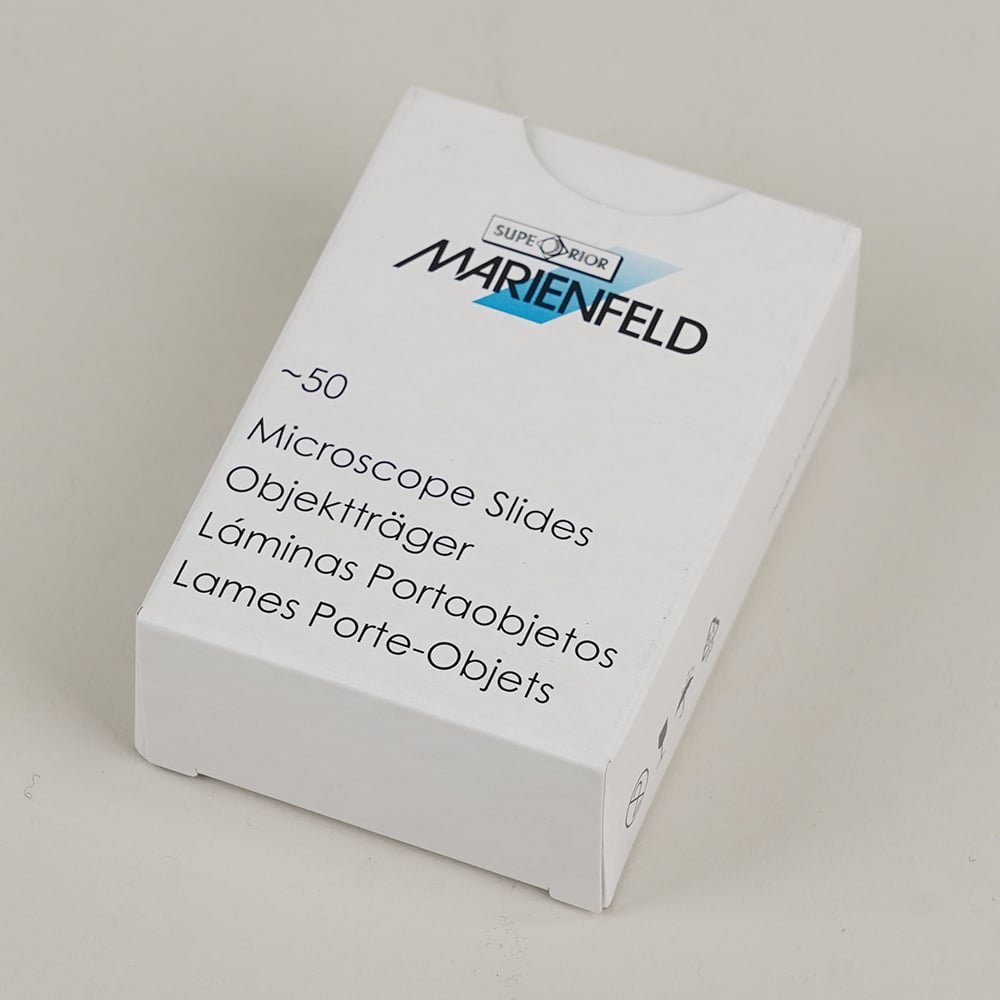 SUPERIOR
MARIENFELD
~50
Microscope Slides
Objektträger
Láminas Portaobjetos
Lames Porte-Objets